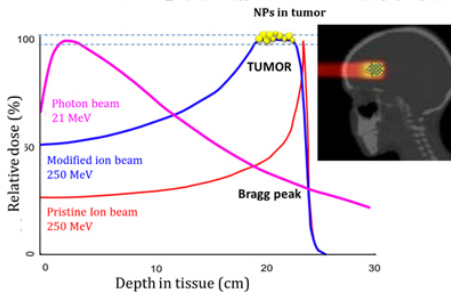 NPs in tumor
100
TUMOR
Photon beam
21 MeV
50
Modified ion beam
250 MeV
Bragg peak
Pristine Ion beam
250 MeV
0
0
10
20
30
Relative dose (%)
Depth in tissue (cm)